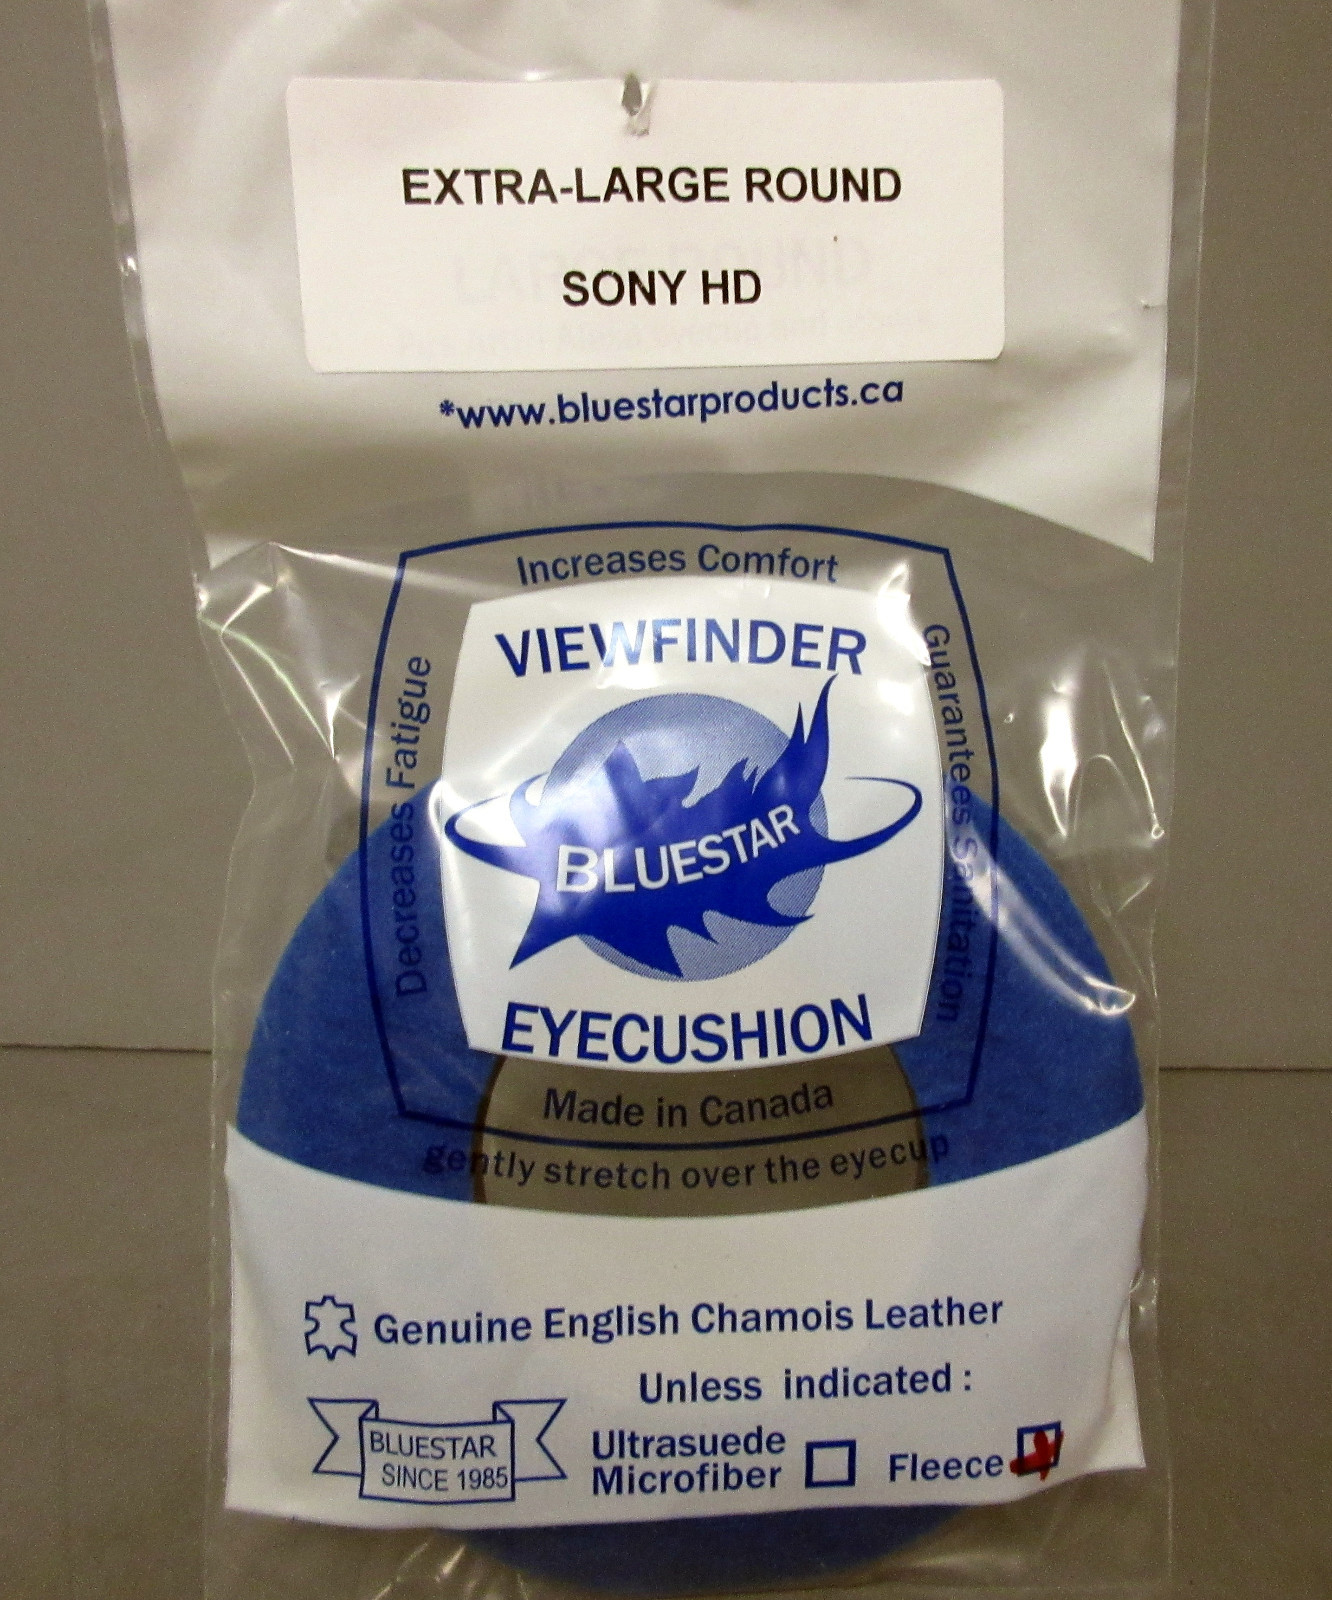 EXTRA-LARGE ROUND
SONY HD
*www.bluestarproducts.ca
Increases Comfort
Decreases Fatigue
Guarantees Sanitation
VIEWFINDER
BLUESTAR
EYECUSHION
Made in Canada
gently stretch over the eyecup
Genuine English Chamois Leather
Unless indicated :
BLUESTAR
SINCE 1985
Ultrasuede
Microfiber
Fleece